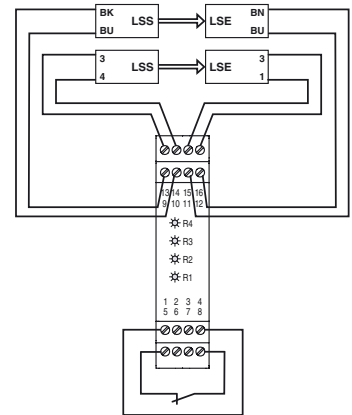 BK LSS LSE BN
BU BU
3 LSS LSE 3
4 1
13 14 15 16
9 10 11 12
R4
R3
R2
R1
1 2 3 4
5 6 7 8